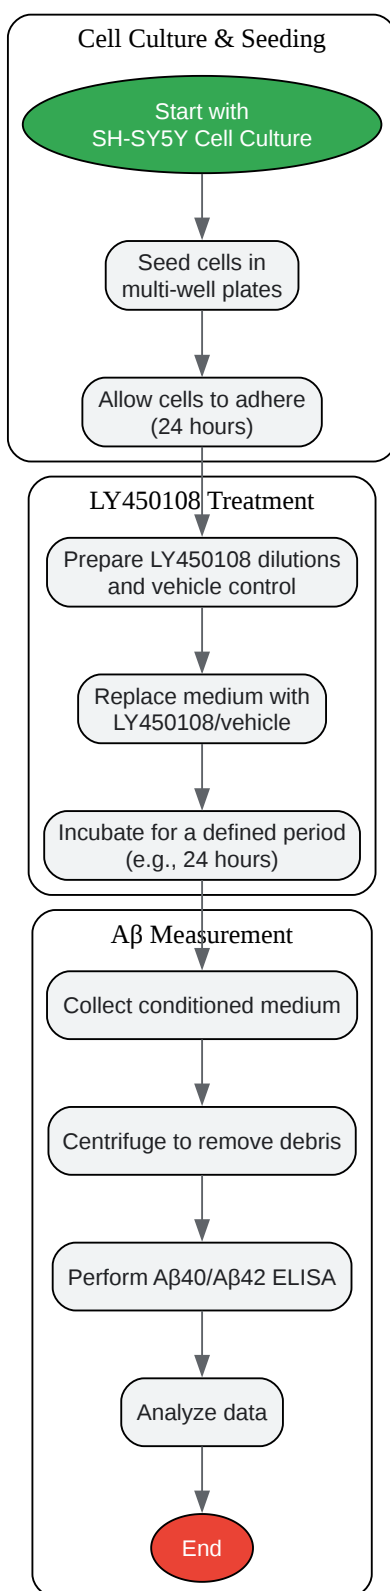 Cell Culture & Seeding
Start with
SH-SY5Y Cell Culture
Seed cells in
multi-well plates
Allow cells to adhere
(24 hours)
LY450108 Treatment
Prepare LY450108 dilutions
and vehicle control
Replace medium with
LY450108/vehicle
Incubate for a defined period
(e.g., 24 hours)
Aβ Measurement
Collect conditioned medium
Centrifuge to remove debris
Perform Aβ40/Aβ42 ELISA
Analyze data
End